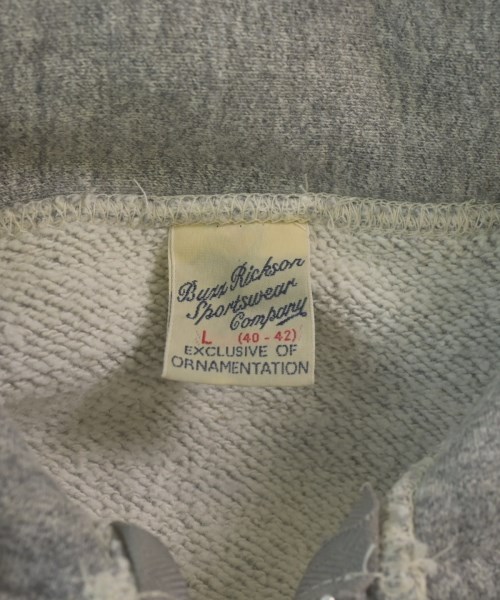 Buzz Rickson
Sportswear
Company
L (40 - 42)
EXCLUSIVE OF
ORNAMENTATION